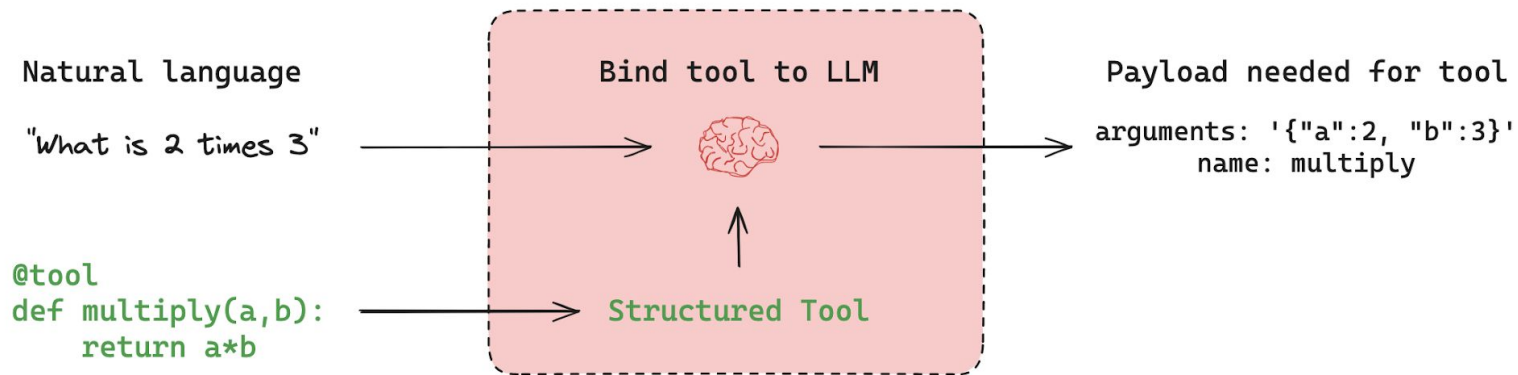 Natural language
"What is 2 times 3"
@tool
def multiply(a,b):
    return a*b
Bind tool to LLM
Structured Tool
Payload needed for tool
arguments: '{"a":2, "b":3}'
name: multiply